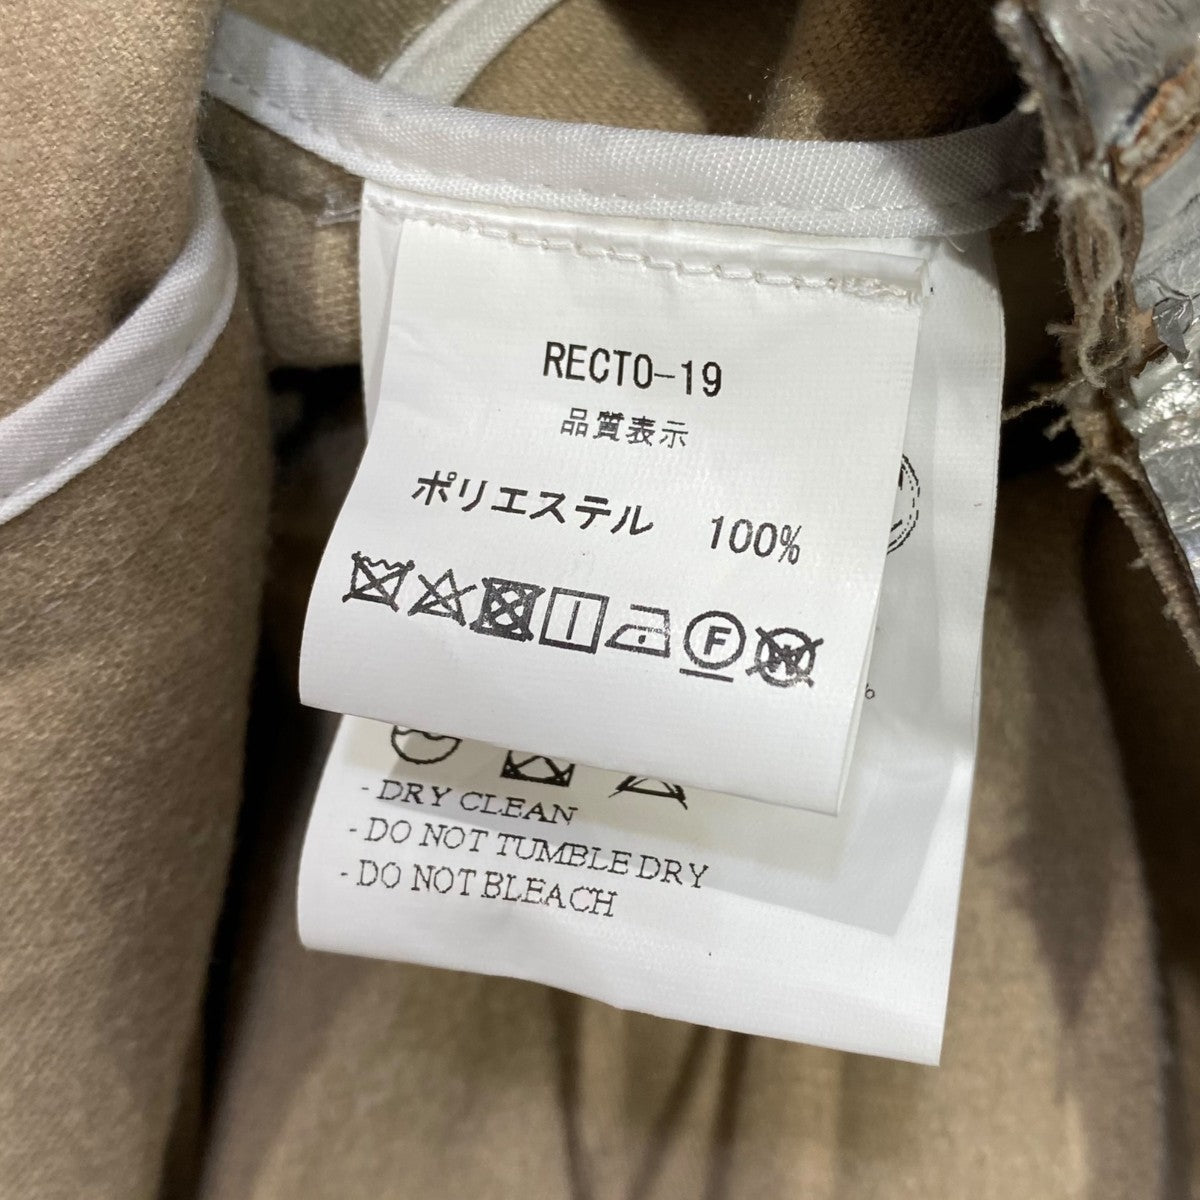 RECTO-19
品質表示
ポリエステル 100%
F
W
- DRY CLEAN
- DO NOT TUMBLE DRY
- DO NOT BLEACH